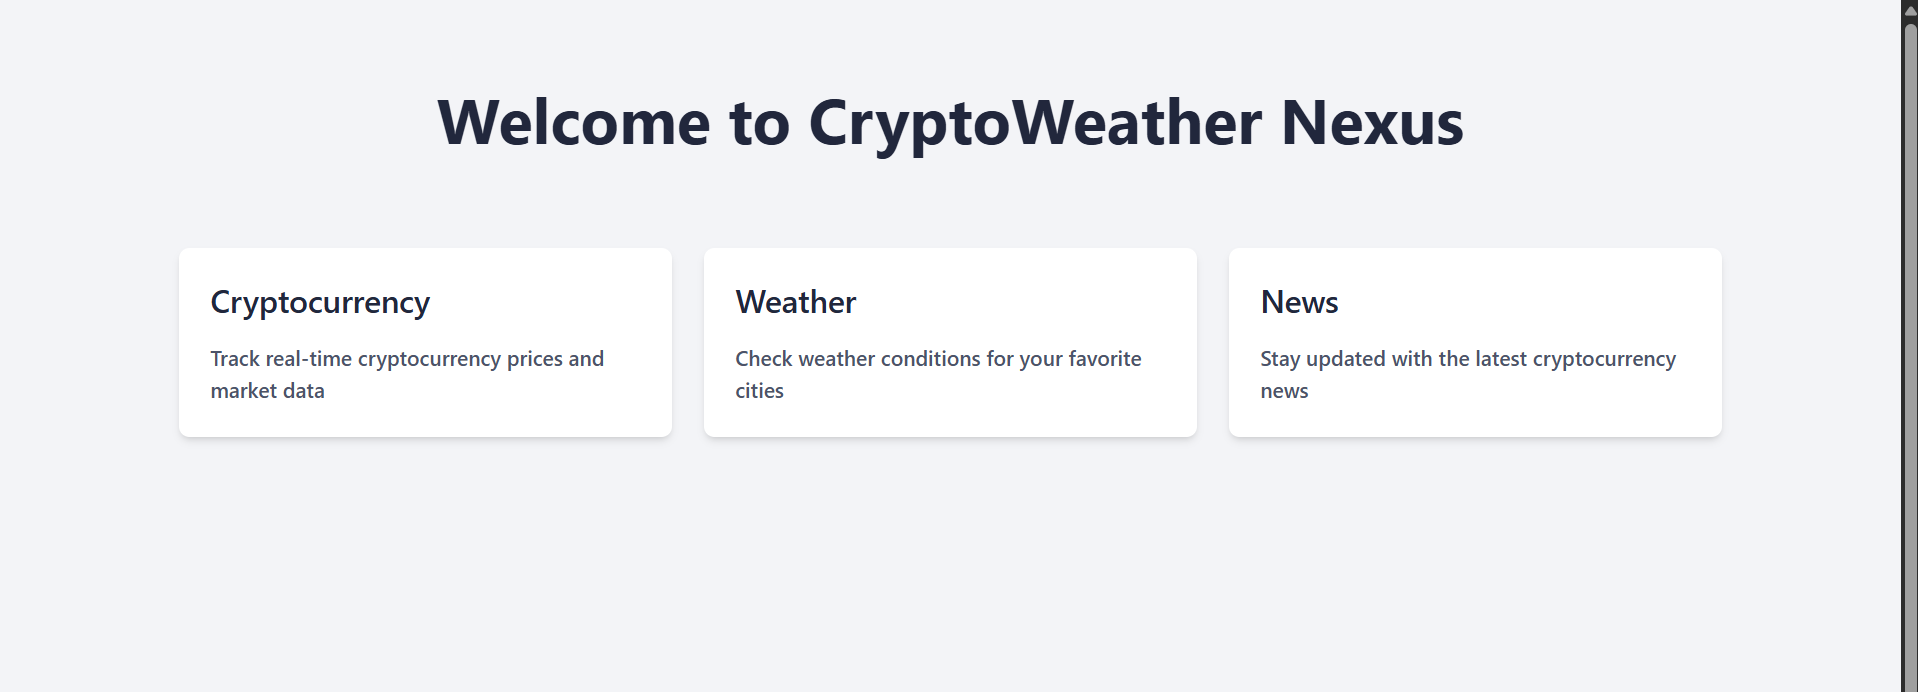 Welcome to CryptoWeather Nexus
Cryptocurrency
Track real-time cryptocurrency prices and
market data
Weather
Check weather conditions for your favorite
cities
News
Stay updated with the latest cryptocurrency
news